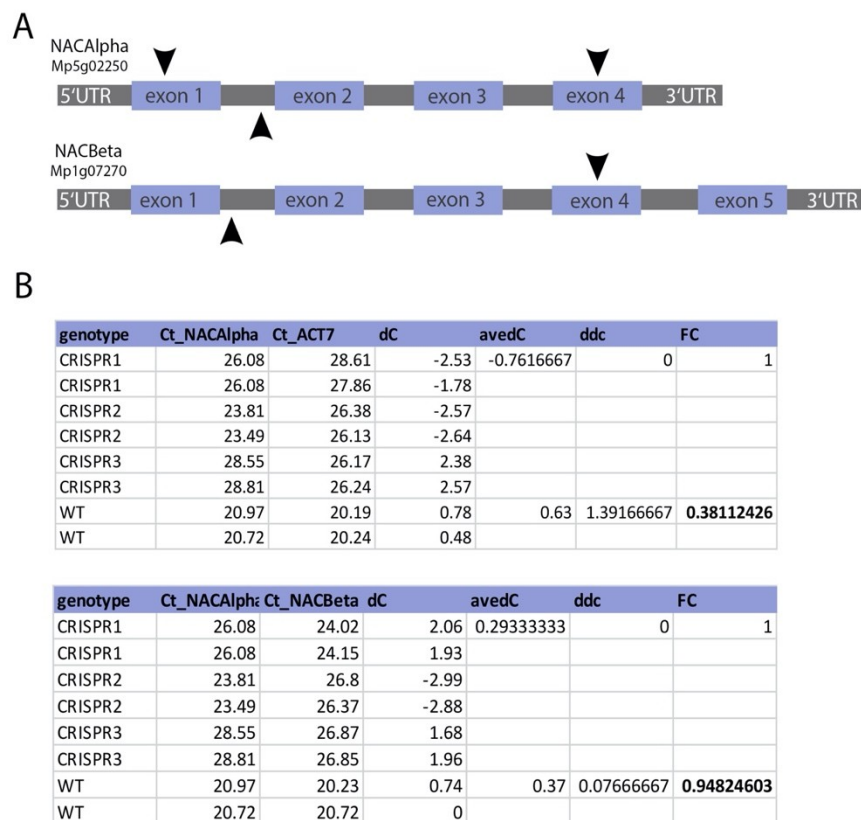 A
NACAlpha
Mp5g02250
5'UTR exon 1 exon 2 exon 3 exon 4 3'UTR
NACBeta
Mp1g07270
5'UTR exon 1 exon 2 exon 3 exon 4 exon 5 3'UTR
B
genotype Ct_NACAlpha Ct_ACT7 dC avedC ddc FC
CRISPR1 26.08 28.61 -2.53 -0.7616667 0 1
CRISPR1 26.08 27.86 -1.78
CRISPR2 23.81 26.38 -2.57
CRISPR2 23.49 26.13 -2.64
CRISPR3 28.55 26.17 2.38
CRISPR3 28.81 26.24 2.57
WT 20.97 20.19 0.78 0.63 1.39166667 0.38112426
WT 20.72 20.24 0.48
genotype Ct_NACAlph Ct_NACBeta dC avedC ddc FC
CRISPR1 26.08 24.02 2.06 0.29333333 0 1
CRISPR1 26.08 24.15 1.93
CRISPR2 23.81 26.8 -2.99
CRISPR2 23.49 26.37 -2.88
CRISPR3 28.55 26.87 1.68
CRISPR3 28.81 26.85 1.96
WT 20.97 20.23 0.74 0.37 0.07666667 0.94824603
WT 20.72 20.72 0